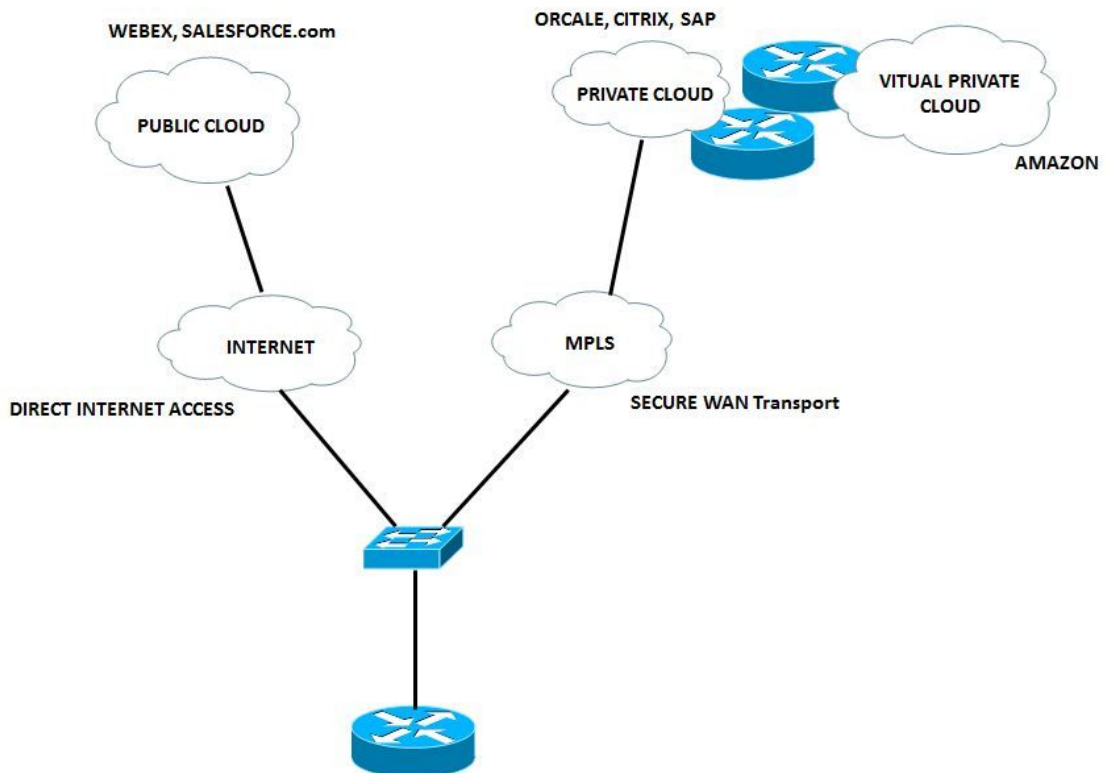 WEBEX, SALESFORCE.com
ORCALE, CITRIX, SAP
PUBLIC CLOUD
PRIVATE CLOUD
VITUAL PRIVATE
CLOUD
AMAZON
INTERNET
MPLS
DIRECT INTERNET ACCESS
SECURE WAN Transport